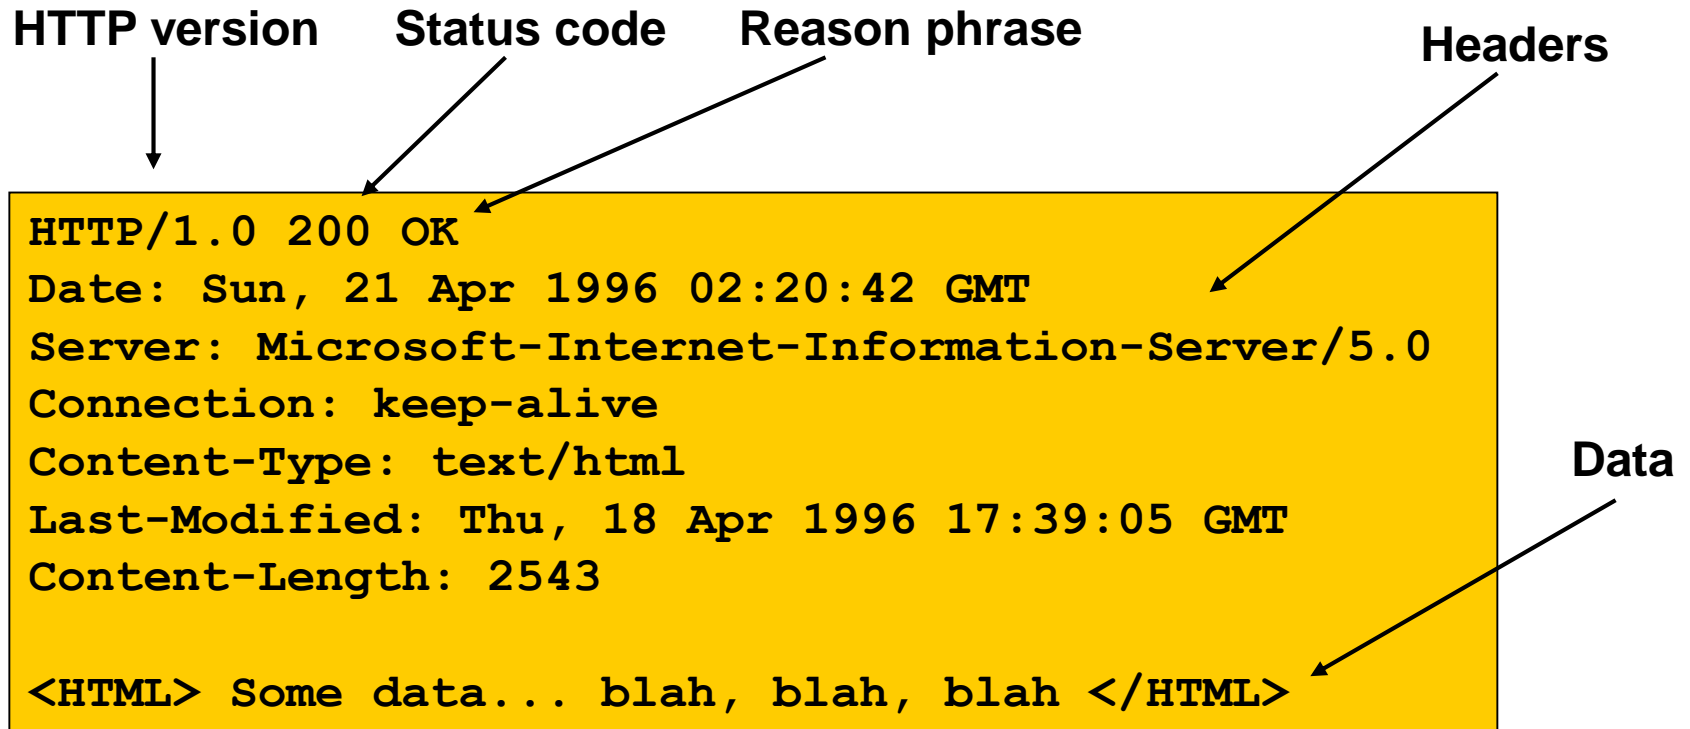 HTTP version Status code Reason phrase Headers
HTTP/1.0 200 OK
Date: Sun, 21 Apr 1996 02:20:42 GMT
Server: Microsoft-Internet-Information-Server/5.0
Connection: keep-alive
Content-Type: text/html
Data
Last-Modified: Thu, 18 Apr 1996 17:39:05 GMT
Content-Length: 2543
<HTML> Some data... blah, blah, blah </HTML>